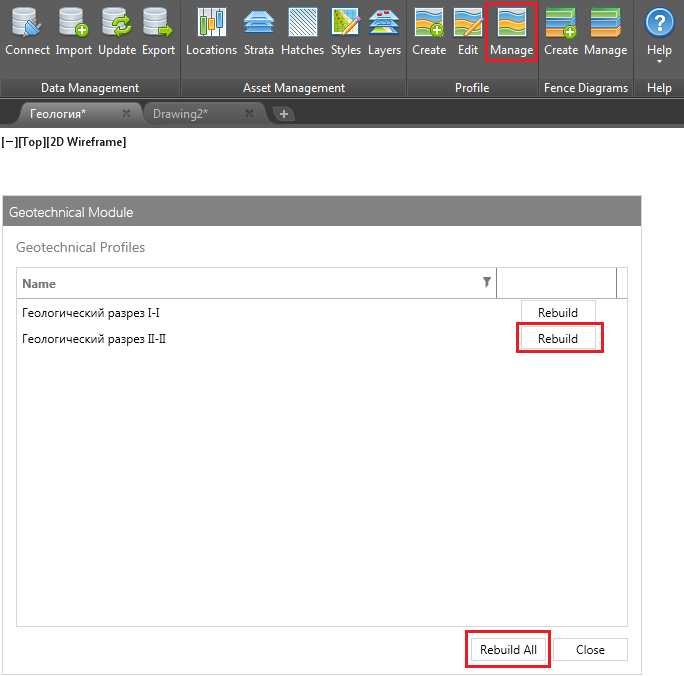 Connect Import Update Export Locations Strata Hatches Styles Layers Create Edit Manage Create Manage Help
Data Management Asset Management Profile Fence Diagrams Help
Геология* Drawing2*
[−][Top][2D Wireframe]
Geotechnical Module
Geotechnical Profiles
Name
Геологический разрез I-I Rebuild
Геологический разрез II-II Rebuild
Rebuild All Close